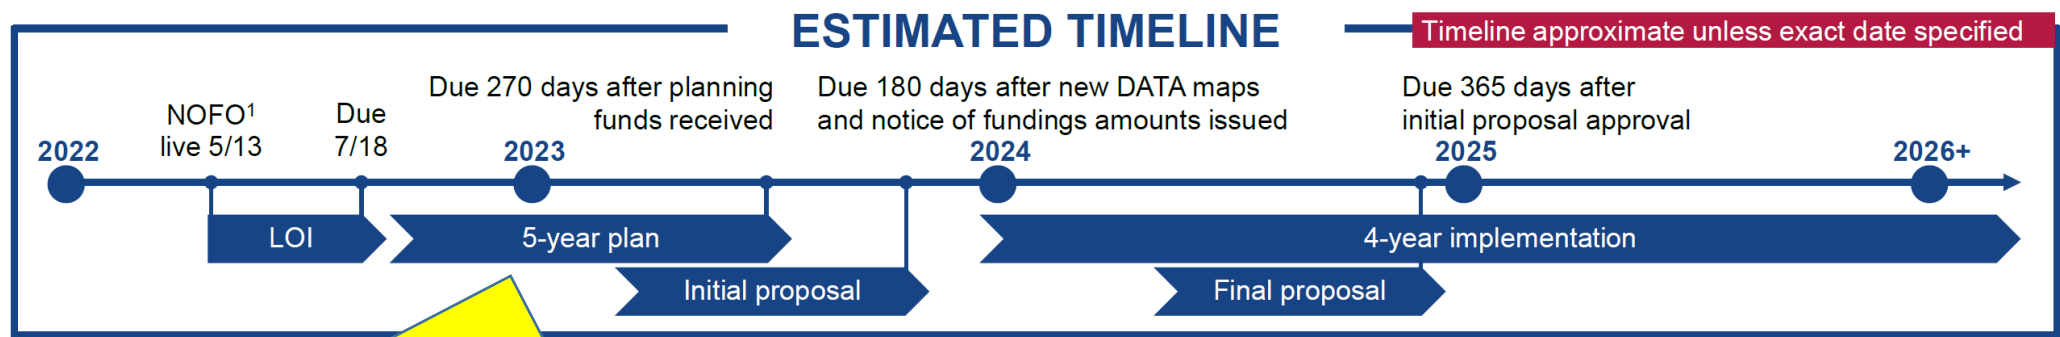 ESTIMATED TIMELINE
Timeline approximate unless exact date specified
NOFO¹
live 5/13
Due
7/18
Due 270 days after planning
funds received
Due 180 days after new DATA maps
and notice of fundings amounts issued
Due 365 days after
initial proposal approval
2022
2023
2024
2025
2026+
LOI
5-year plan
4-year implementation
Initial proposal
Final proposal